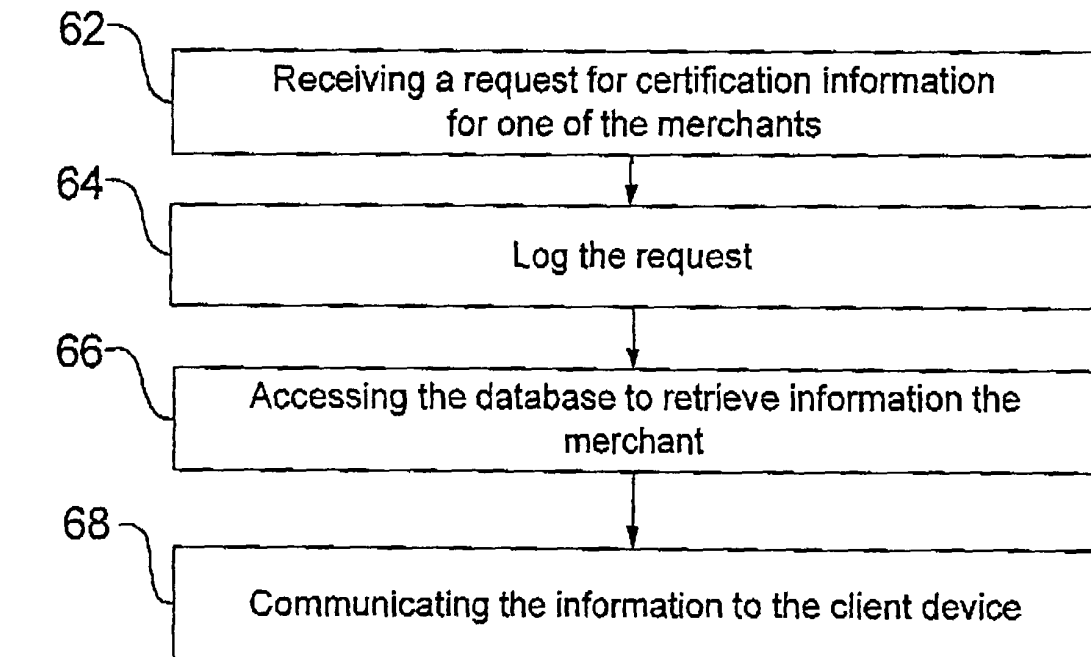 62
Receiving a request for certification information
for one of the merchants
64
Log the request
66
Accessing the database to retrieve information the
merchant
68
Communicating the information to the client device